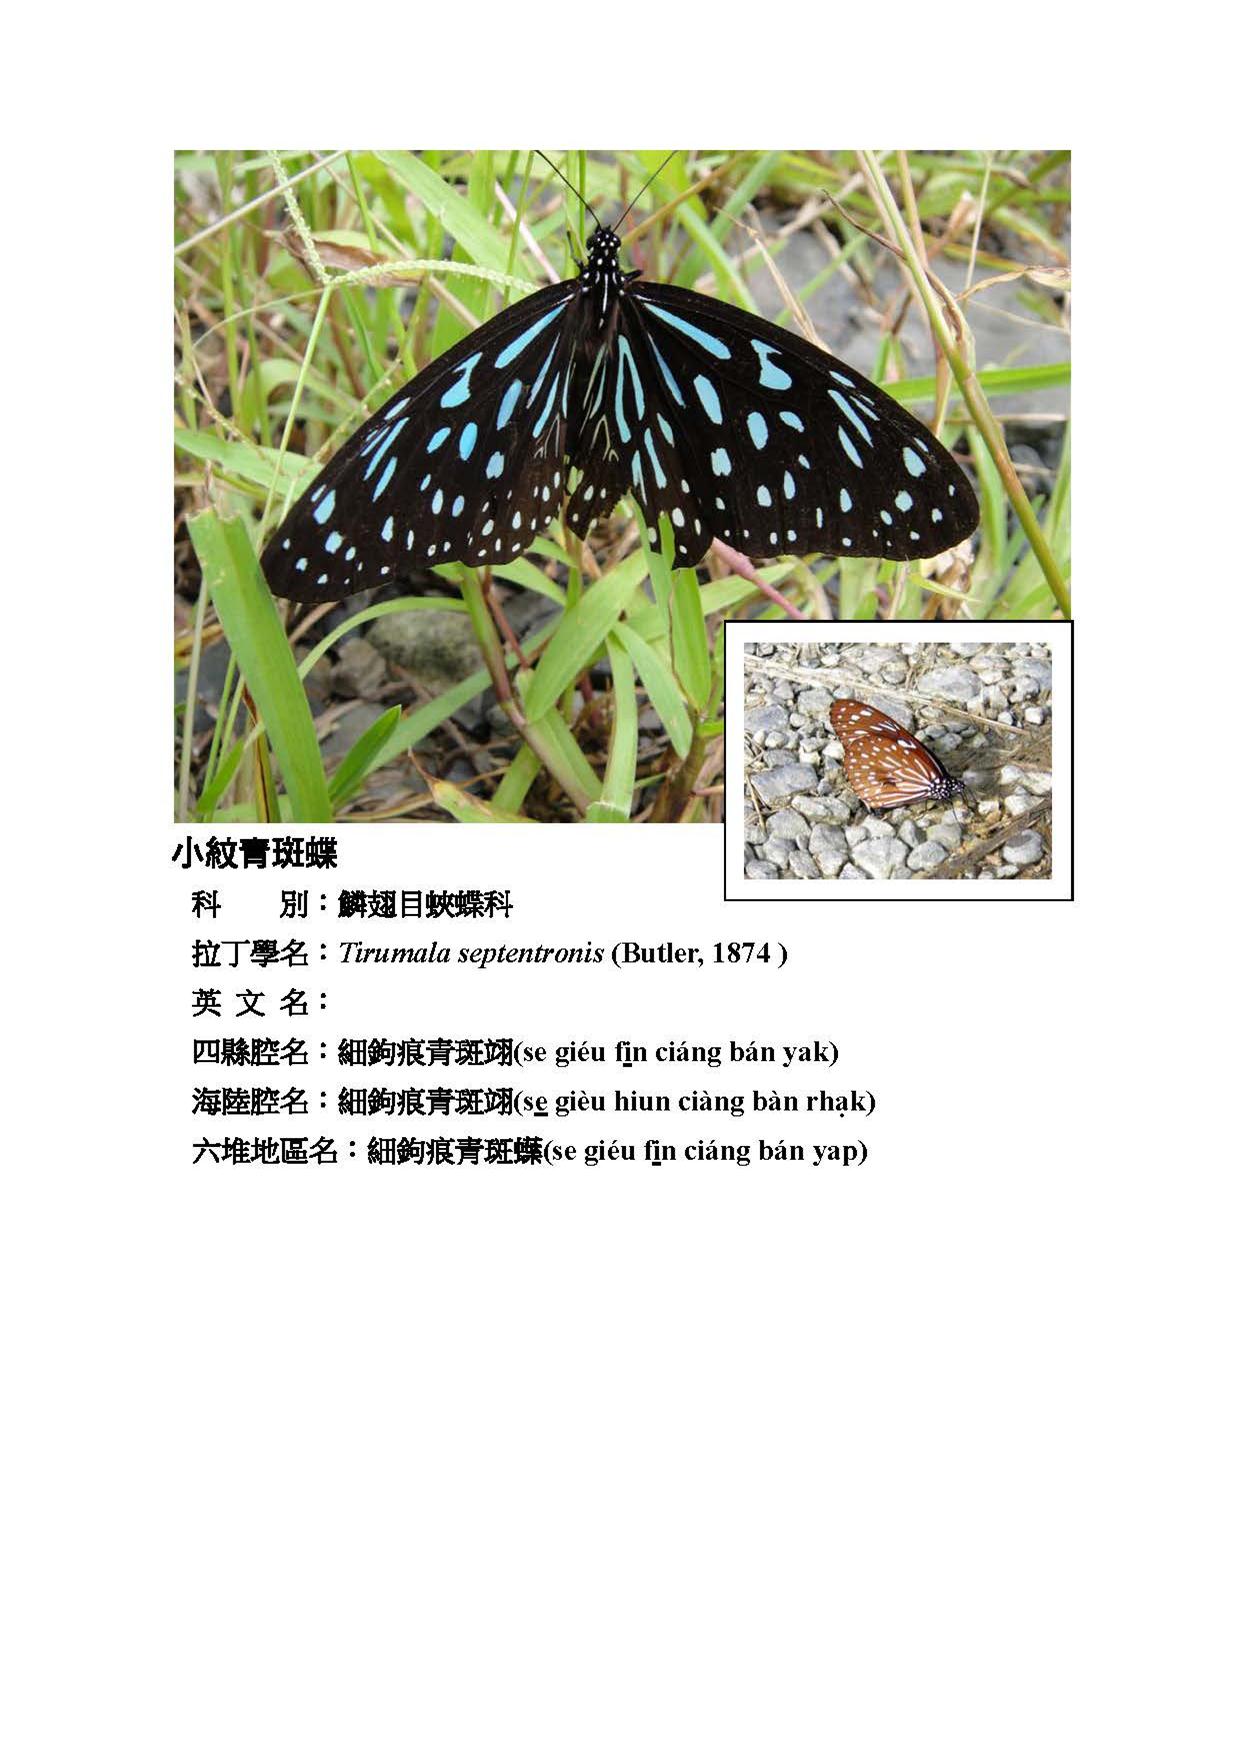 小紋青斑蝶
科　　別：鱗翅目蛺蝶科
拉丁學名：Tirumala septentronis (Butler, 1874 )
英 文 名：
四縣腔名：細鉤痕青斑翊(se giéu fi̲n ciáng bán yak)
海陸腔名：細鉤痕青斑翊(se̲ gièu hiun ciàng bàn rhạk)
六堆地區名：細鉤痕青斑蠂(se giéu fi̲n ciáng bán yap)